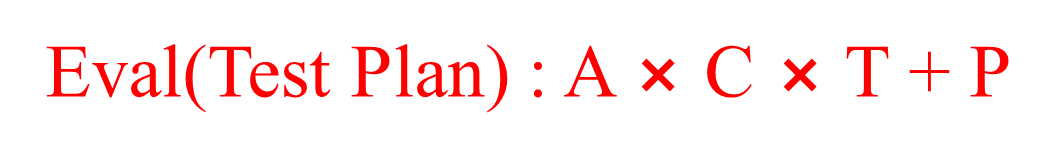 Eval(Test Plan) : A × C × T + P